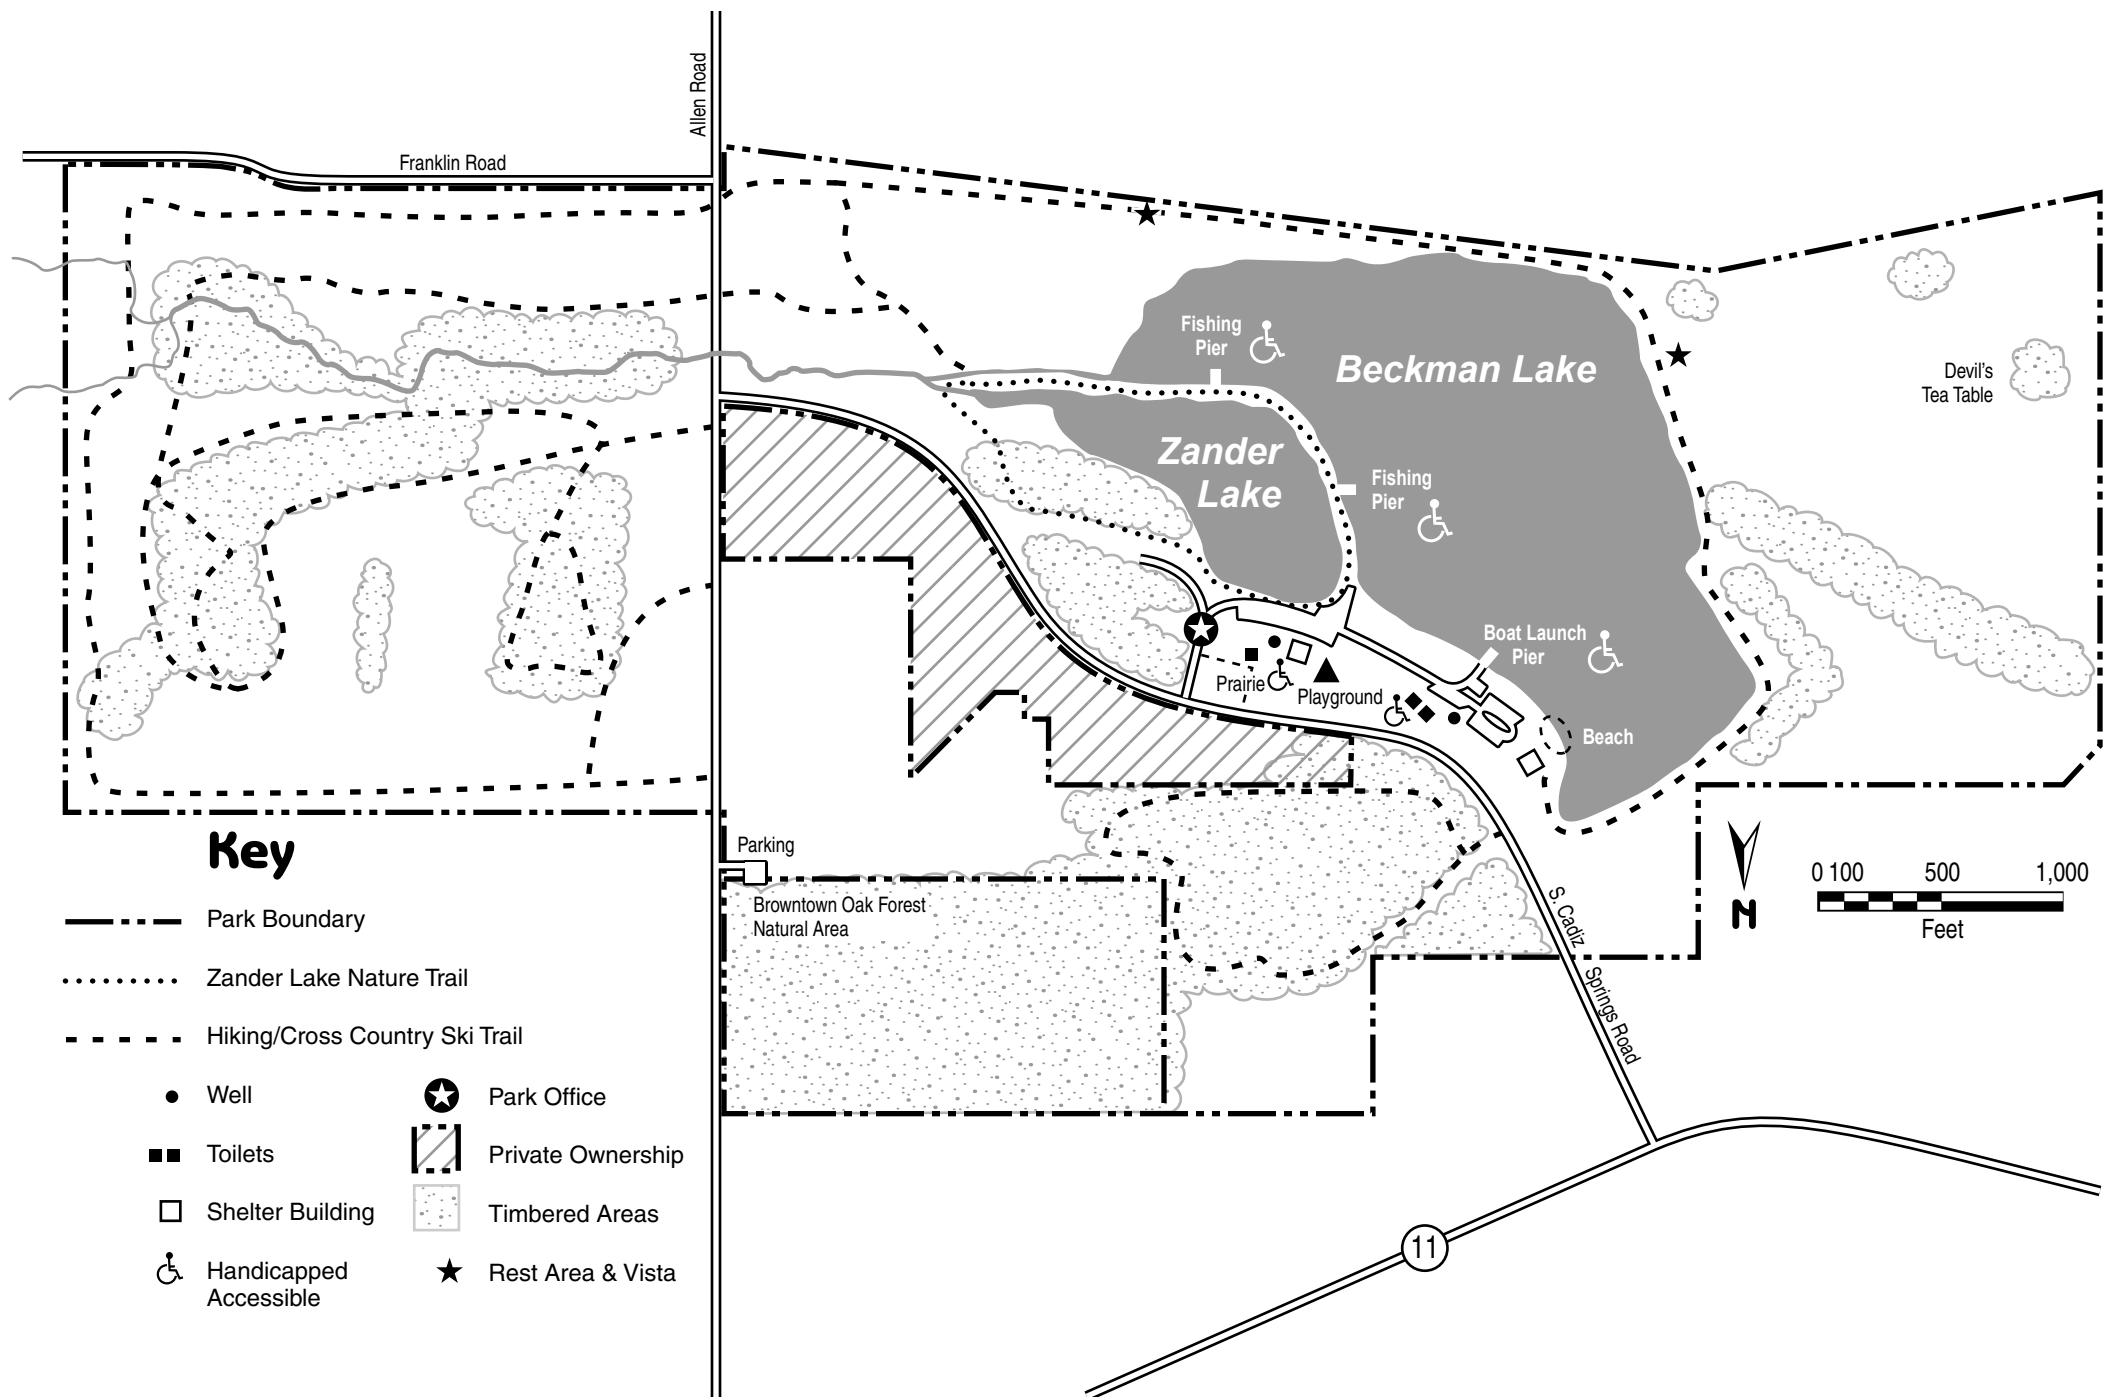 Allen Road
Franklin Road
Fishing
Pier
Beckman Lake
Devil's
Tea Table
Zander
Lake
Fishing
Pier
Boat Launch
Pier
Prairie
Playground
Beach
Key
Parking
Browntown Oak Forest
Natural Area
S. Cadiz
Springs Road
N
0 100 500 1,000
Feet
Park Boundary
Zander Lake Nature Trail
Hiking/Cross Country Ski Trail
Well
Park Office
Toilets
Private Ownership
Shelter Building
Timbered Areas
Handicapped
Accessible
Rest Area & Vista
11